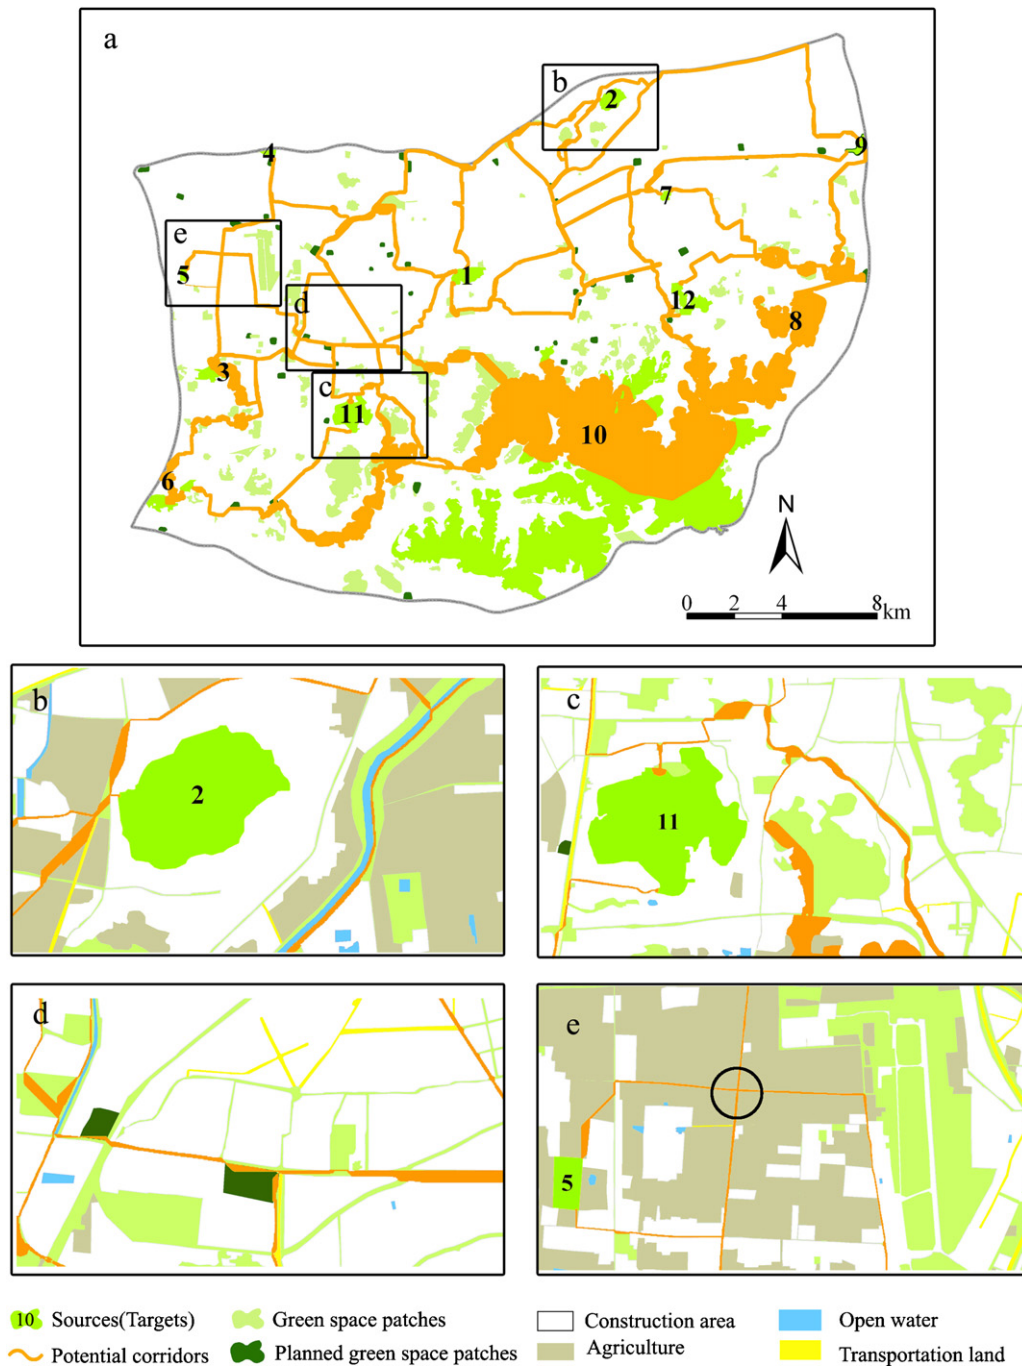 a
b
2
4
9
7
e
5
1
d
12
8
3
c
11
10
6
N
0 2 4 8 km
b
2
c
11
d
e
5
10 Sources(Targets) Green space patches Construction area Open water
Potential corridors Planned green space patches Agriculture Transportation land